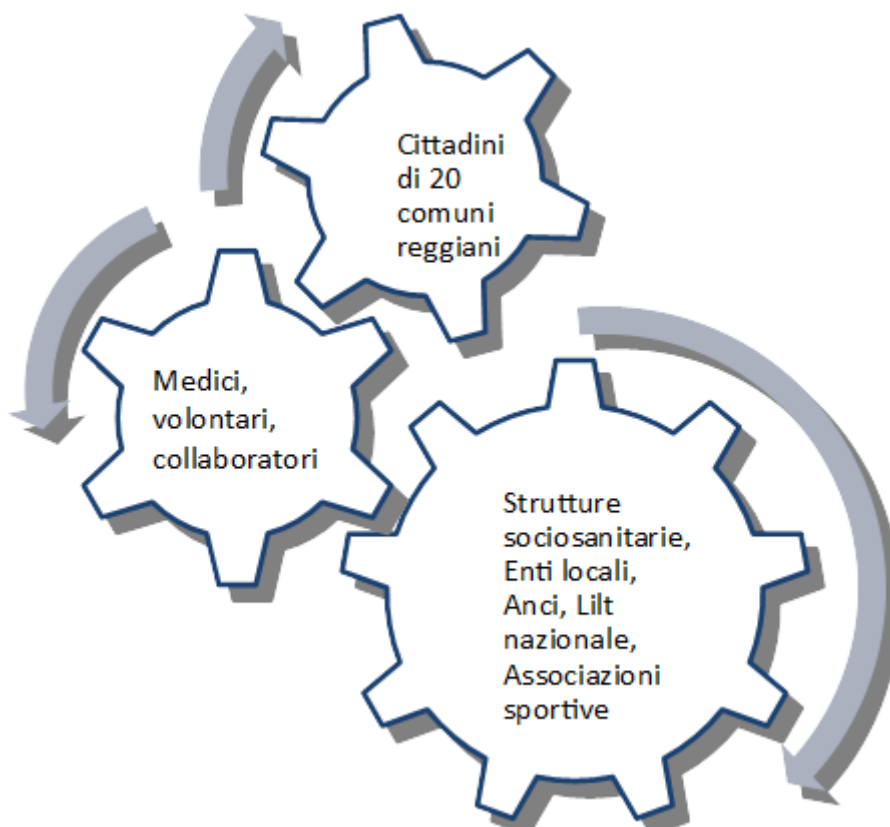 Cittadini
di 20
comuni
reggiani
Medici,
volontari,
collaboratori
Strutture
sociosanitarie,
Enti locali,
Anci, Lilt
nazionale,
Associazioni
sportive